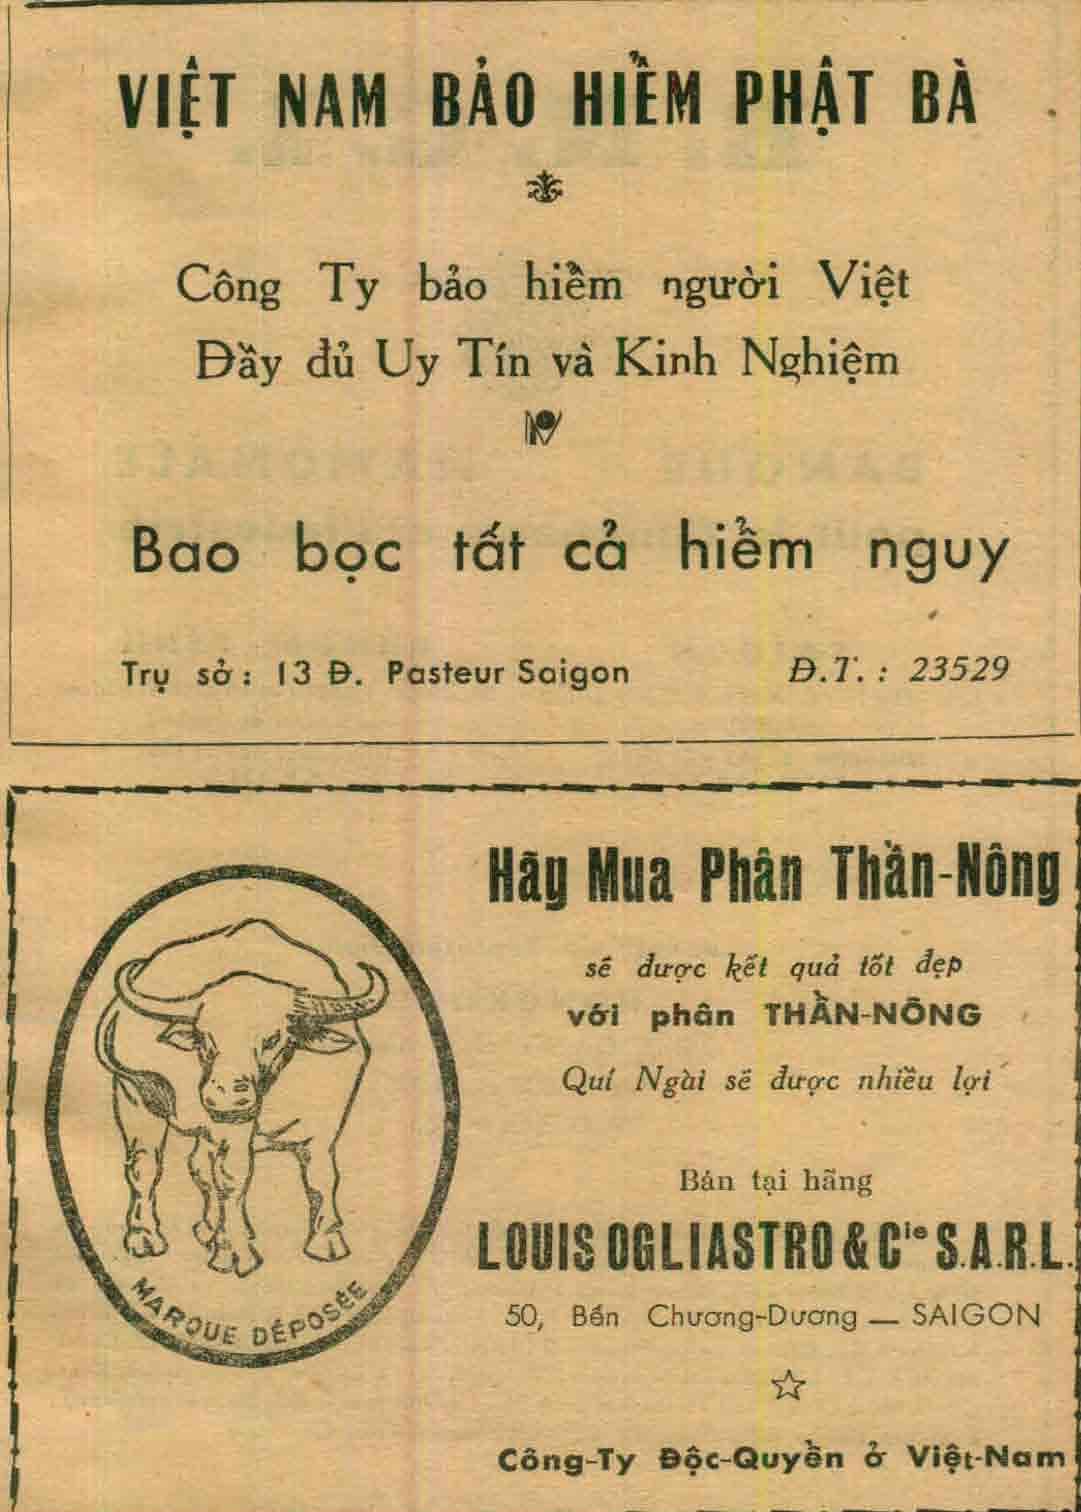 VIỆT NAM BẢO HIỂM PHẬT BÀ
Công Ty bảo hiểm người Việt
Đầy đủ Uy Tín và Kinh Nghiệm
Bao bọc tất cả hiểm nguy
Trụ sở : 13 Đ. Pasteur Saigon Đ.T. : 23529
Hãy Mua Phân Thần-Nông
sẽ được kết quả tốt đẹp
với phân THẦN-NÔNG
Quí Ngài sẽ được nhiều lợi
Bán tại hãng
LOUIS OGLIASTRO & Cie S.A.R.L.
50, Bến Chương-Dương — SAIGON
Công-Ty Độc-Quyền ở Việt-Nam
MARQUE DÉPOSÉE